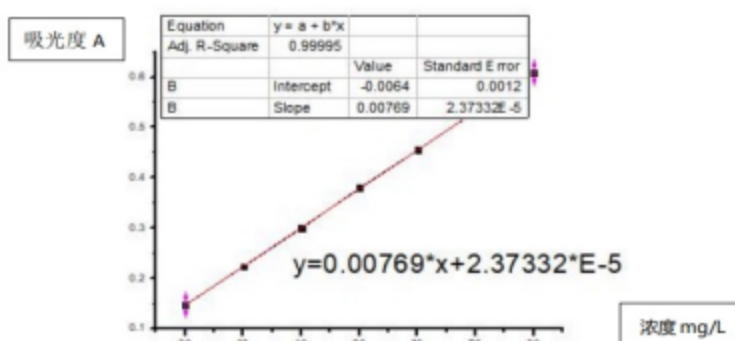 吸光度 A
Equation y = a + b*x
Adj. R-Square 0.99995
Value Standard Error
B Intercept -0.0064 0.0012
B Slope 0.00769 2.37332E-5
0.6
0.5
0.4
0.3
0.2
0.1
y=0.00769*x+2.37332*E-5
浓度 mg/L